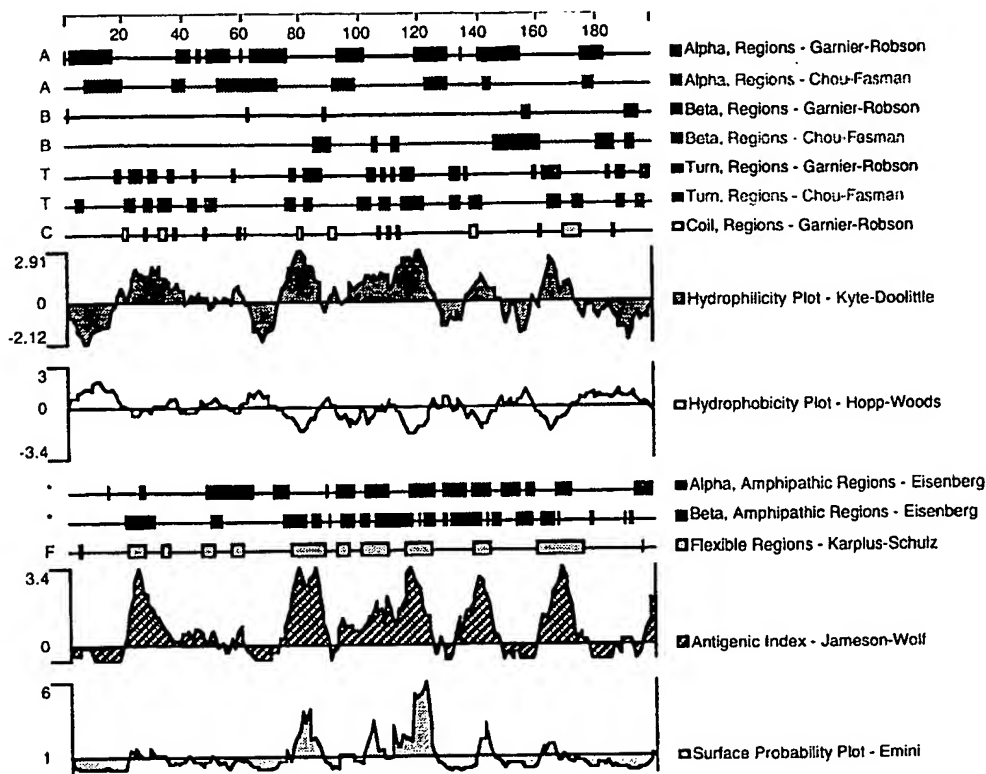 20 40 60 80 100 120 140 160 180
A Alpha, Regions - Garnier-Robson
A Alpha, Regions - Chou-Fasman
B Beta, Regions - Garnier-Robson
B Beta, Regions - Chou-Fasman
T Turn, Regions - Garnier-Robson
T Turn, Regions - Chou-Fasman
C Coil, Regions - Garnier-Robson
2.91
0 Hydrophilicity Plot - Kyte-Doolittle
-2.12
3
0 Hydrophobicity Plot - Hopp-Woods
-3.4
* Alpha, Amphipathic Regions - Eisenberg
* Beta, Amphipathic Regions - Eisenberg
F Flexible Regions - Karplus-Schulz
3.4
0 Antigenic Index - Jameson-Wolf
6
1 Surface Probability Plot - Emini